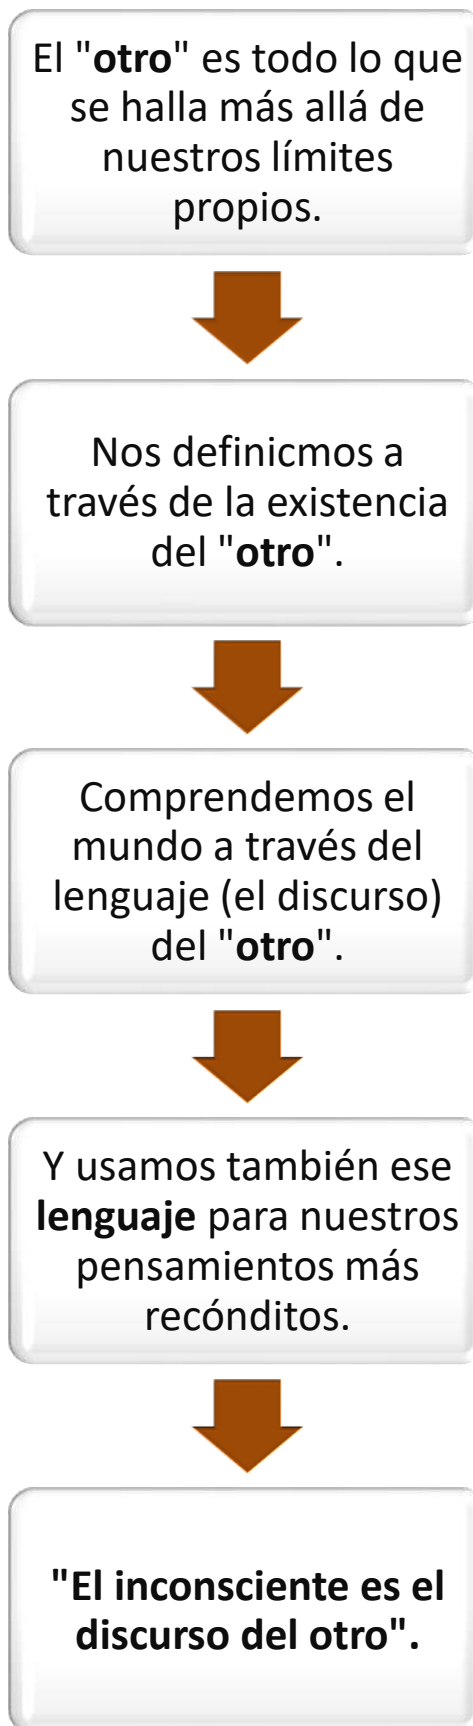 El "otro" es todo lo que
se halla más allá de
nuestros límites
propios.
Nos definicmos a
través de la existencia
del "otro".
Comprendemos el
mundo a través del
lenguaje (el discurso)
del "otro".
Y usamos también ese
lenguaje para nuestros
pensamientos más
recónditos.
"El inconsciente es el
discurso del otro".